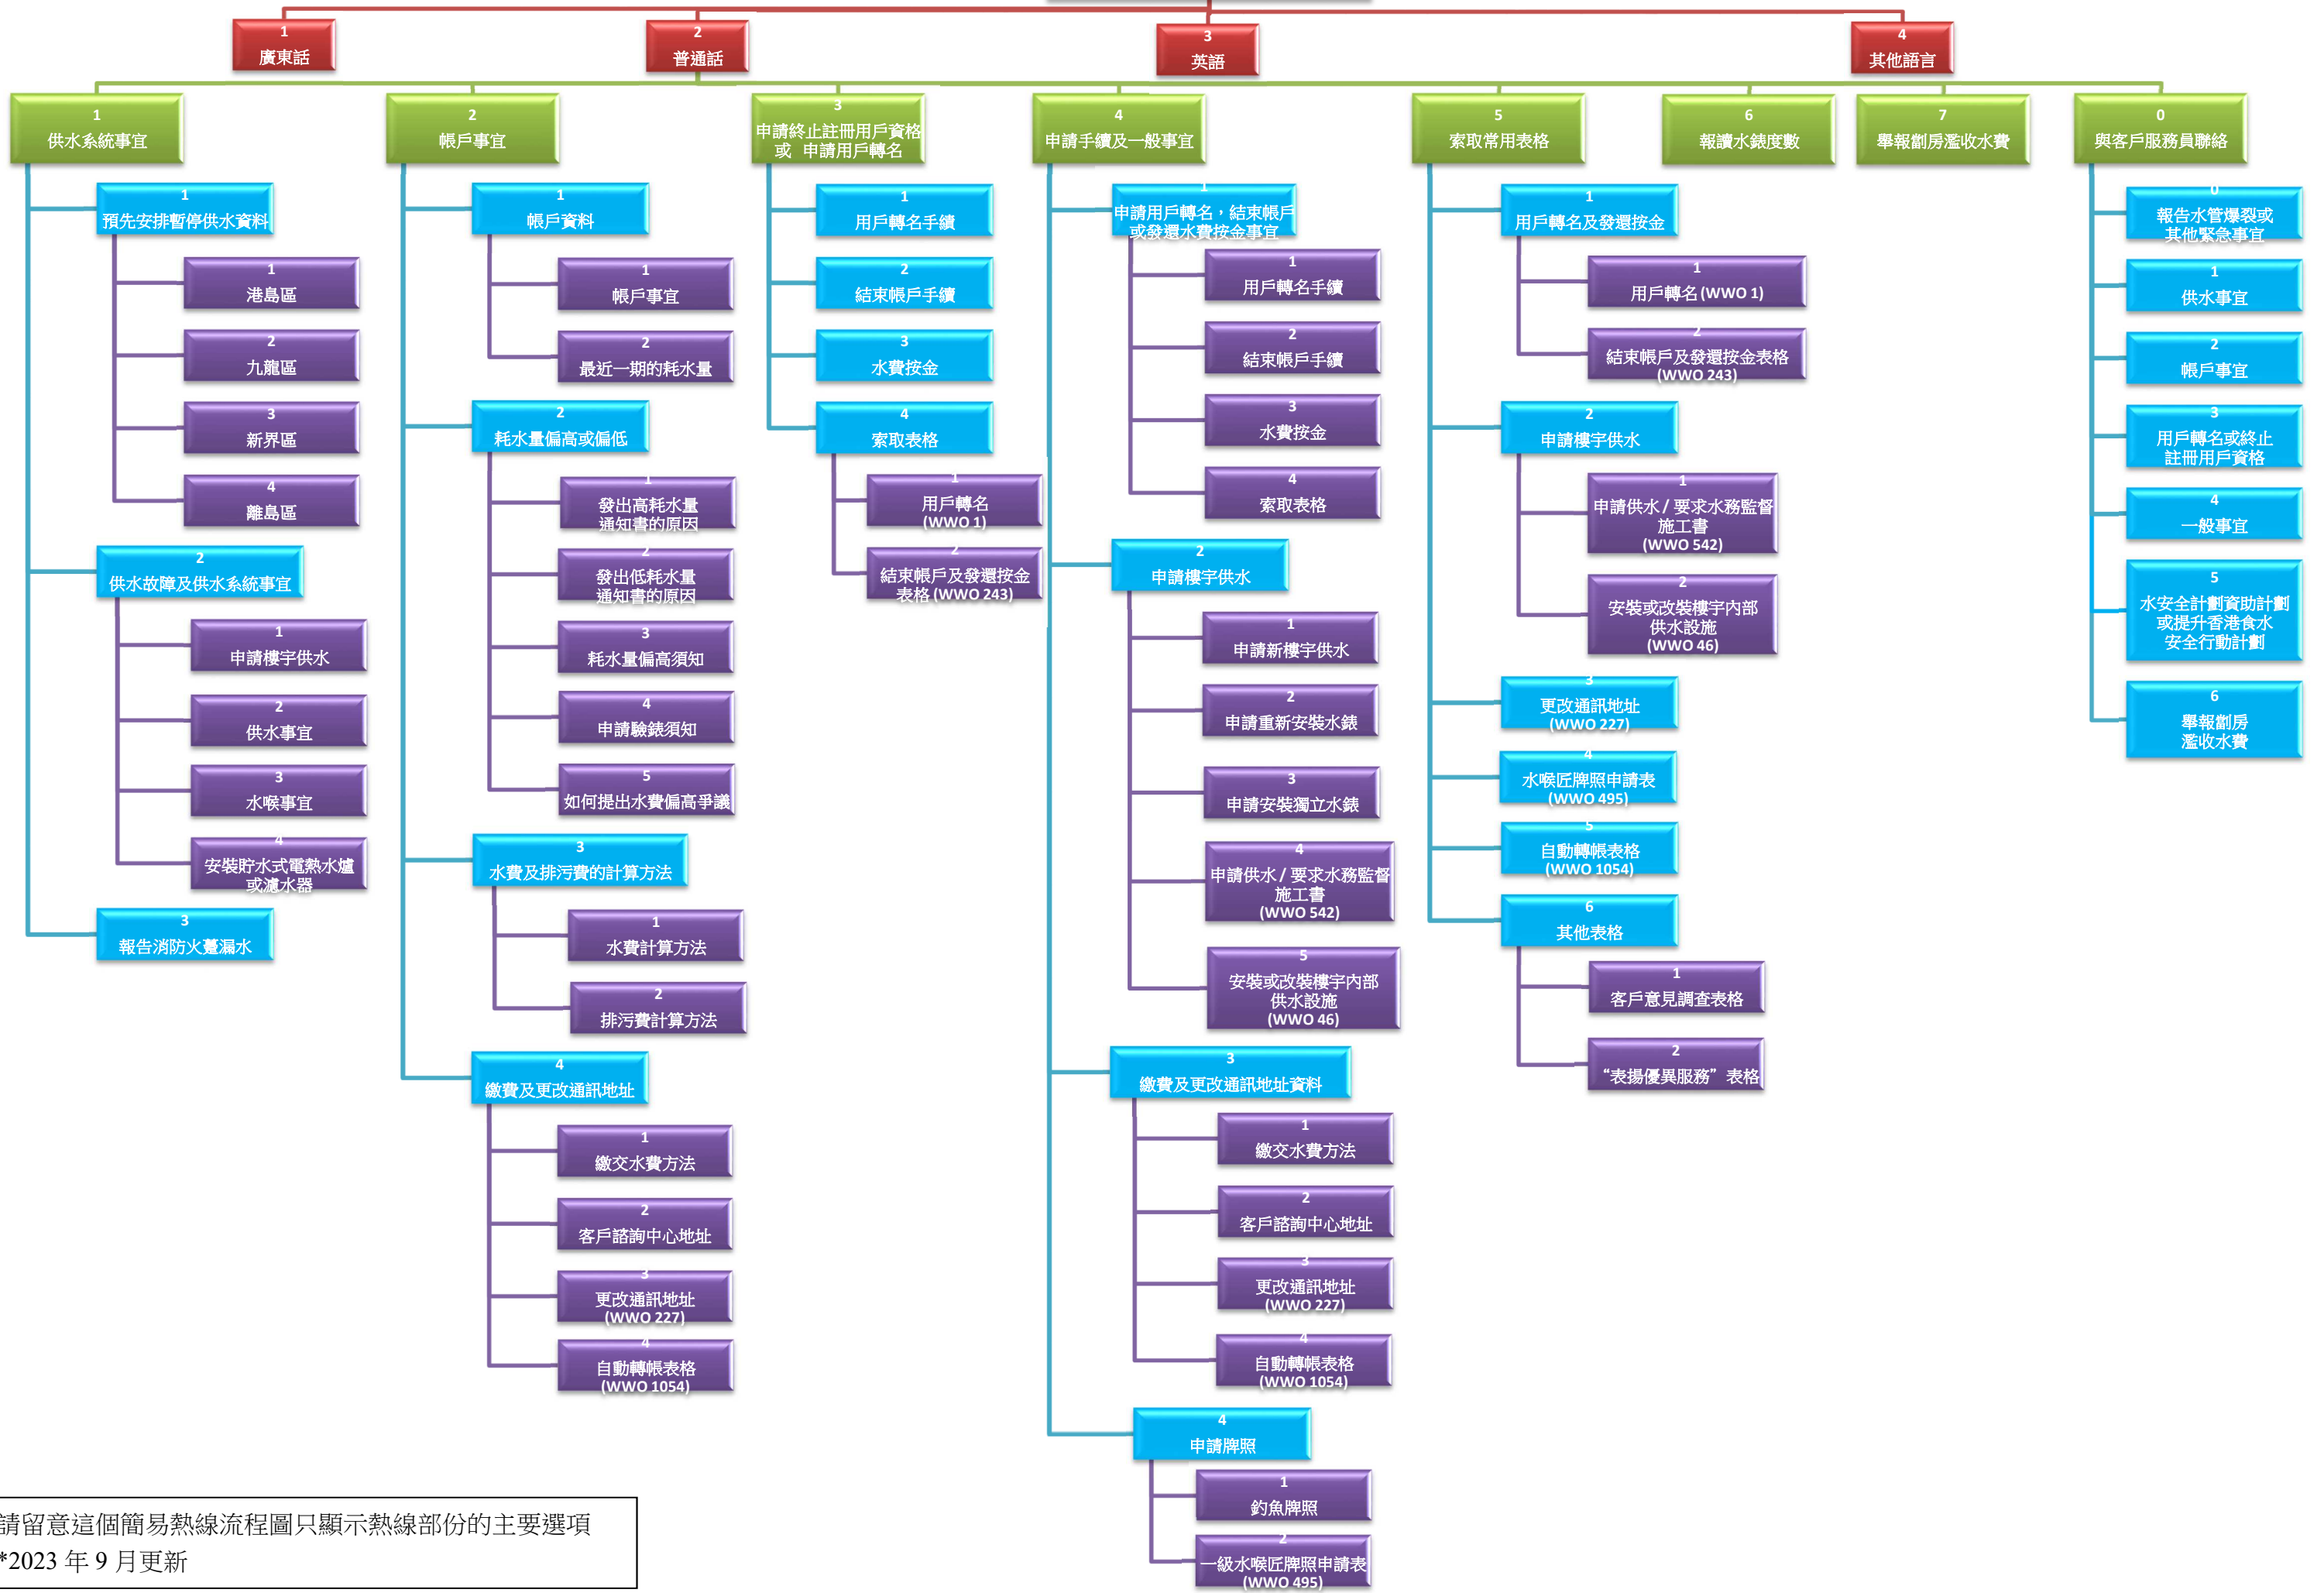 1
廣東話
2
普通話
3
英語
4
其他語言
1
供水系統事宜
1
預先安排暫停供水資料
1
港島區
2
九龍區
3
新界區
4
離島區
2
供水故障及供水系統事宜
1
申請樓宇供水
2
供水事宜
3
水喉事宜
4
安裝貯水式電熱水爐
或濾水器
3
報告消防火薹漏水
2
帳戶事宜
1
帳戶資料
1
帳戶事宜
2
最近一期的耗水量
2
耗水量偏高或偏低
1
發出高耗水量
通知書的原因
2
發出低耗水量
通知書的原因
3
耗水量偏高須知
4
申請驗錶須知
5
如何提出水費偏高爭議
3
水費及排污費的計算方法
1
水費計算方法
2
排污費計算方法
4
繳費及更改通訊地址
1
繳交水費方法
2
客戶諮詢中心地址
3
更改通訊地址
(WWO 227)
4
自動轉帳表格
(WWO 1054)
3
申請終止註冊用戶資格
或 申請用戶轉名
1
用戶轉名手續
2
結束帳戶手續
3
水費按金
4
索取表格
1
用戶轉名
(WWO 1)
2
結束帳戶及發還按金
表格 (WWO 243)
4
申請手續及一般事宜
1
申請用戶轉名，結束帳戶
或發還水費按金事宜
1
用戶轉名手續
2
結束帳戶手續
3
水費按金
4
索取表格
2
申請樓宇供水
1
申請新樓宇供水
2
申請重新安裝水錶
3
申請安裝獨立水錶
4
申請供水 / 要求水務監督
施工書
(WWO 542)
5
安裝或改裝樓宇內部
供水設施
(WWO 46)
3
繳費及更改通訊地址資料
1
繳交水費方法
2
客戶諮詢中心地址
3
更改通訊地址
(WWO 227)
4
自動轉帳表格
(WWO 1054)
4
申請牌照
1
釣魚牌照
2
一級水喉匠牌照申請表
(WWO 495)
5
索取常用表格
1
用戶轉名及發還按金
1
用戶轉名 (WWO 1)
2
結束帳戶及發還按金表格
(WWO 243)
2
申請樓宇供水
1
申請供水 / 要求水務監督
施工書
(WWO 542)
2
安裝或改裝樓宇內部
供水設施
(WWO 46)
3
更改通訊地址
(WWO 227)
4
水喉匠牌照申請表
(WWO 495)
5
自動轉帳表格
(WWO 1054)
6
其他表格
1
客戶意見調查表格
2
“表揚優異服務”表格
6
報讀水錶度數
7
舉報劏房濫收水費
0
與客戶服務員聯絡
0
報告水管爆裂或
其他緊急事宜
1
供水事宜
2
帳戶事宜
3
用戶轉名或終止
註冊用戶資格
4
一般事宜
5
水安全計劃資助計劃
或提升香港食水
安全行動計劃
6
舉報劏房
濫收水費
請留意這個簡易熱線流程圖只顯示熱線部份的主要選項
*2023 年 9 月更新